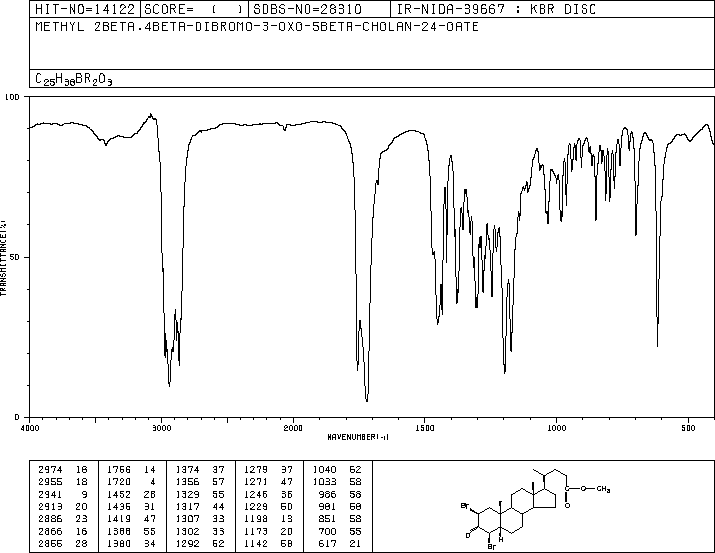 HIT-NO=14122 SCORE= ( ) SDBS-NO=28310 IR-NIDA-39667 : KBR DISC
METHYL 2BETA.4BETA-DIBROMO-3-OXO-5BETA-CHOLAN-24-OATE
C25H38BR2O3
100
50
0
TRANSMITTANCE(%)
4000 3000 2000 1500 1000 500
WAVENUMBER(-1)
2974 18 1756 14 1374 37 1279 37 1040 62
2955 18 1720 4 1356 57 1271 47 1033 58
2941 9 1452 28 1329 55 1246 36 986 58
2913 20 1436 31 1317 44 1229 50 981 58
2886 23 1419 47 1307 33 1198 13 851 58
2866 16 1388 55 1302 33 1173 20 700 55
2855 28 1380 34 1292 52 1142 58 617 21
Br
O
Br
H
C
O
O
CH3